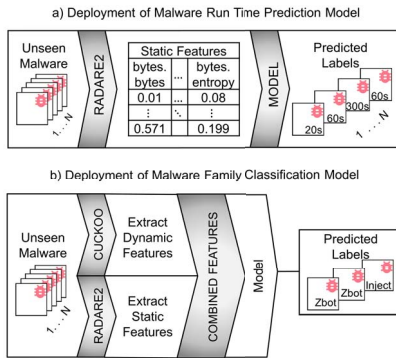 a) Deployment of Malware Run Time Prediction Model
Unseen
Malware
1. . . N
RADARE2
Static Features
bytes. bytes ... bytes. entropy
0.01 ... 0.08
⋮ ⋱ ⋮
0.571 0.199
MODEL
Predicted
Labels
20s
60s
300s
60s
1. . . N
b) Deployment of Malware Family Classification Model
Unseen
Malware
1. . . N
CUCKOO
Extract
Dynamic
Features
RADARE2
Extract
Static
Features
COMBINED FEATURES
Model
Predicted
Labels
Zbot
Zbot
Inject